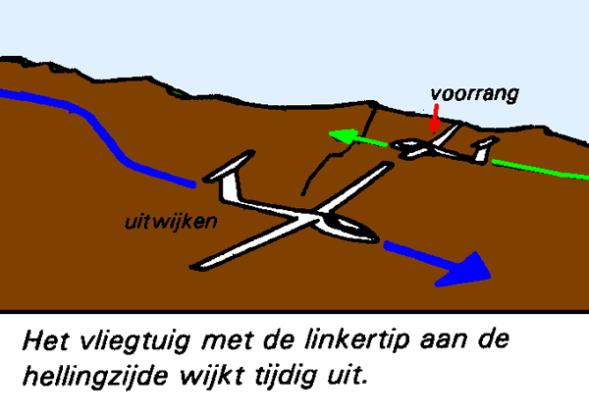 voorrang
uitwijken
Het vliegtuig met de linkertip aan de
hellingzijde wijkt tijdig uit.